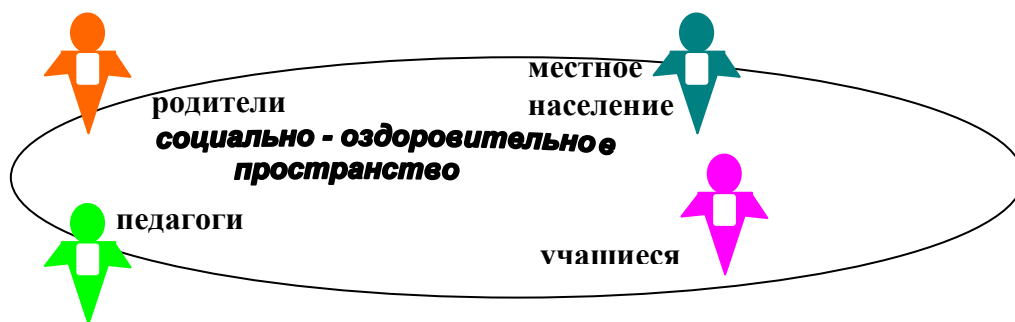 местное
население
родители
социально - оздоровительное
пространство
педагоги
учащиеся